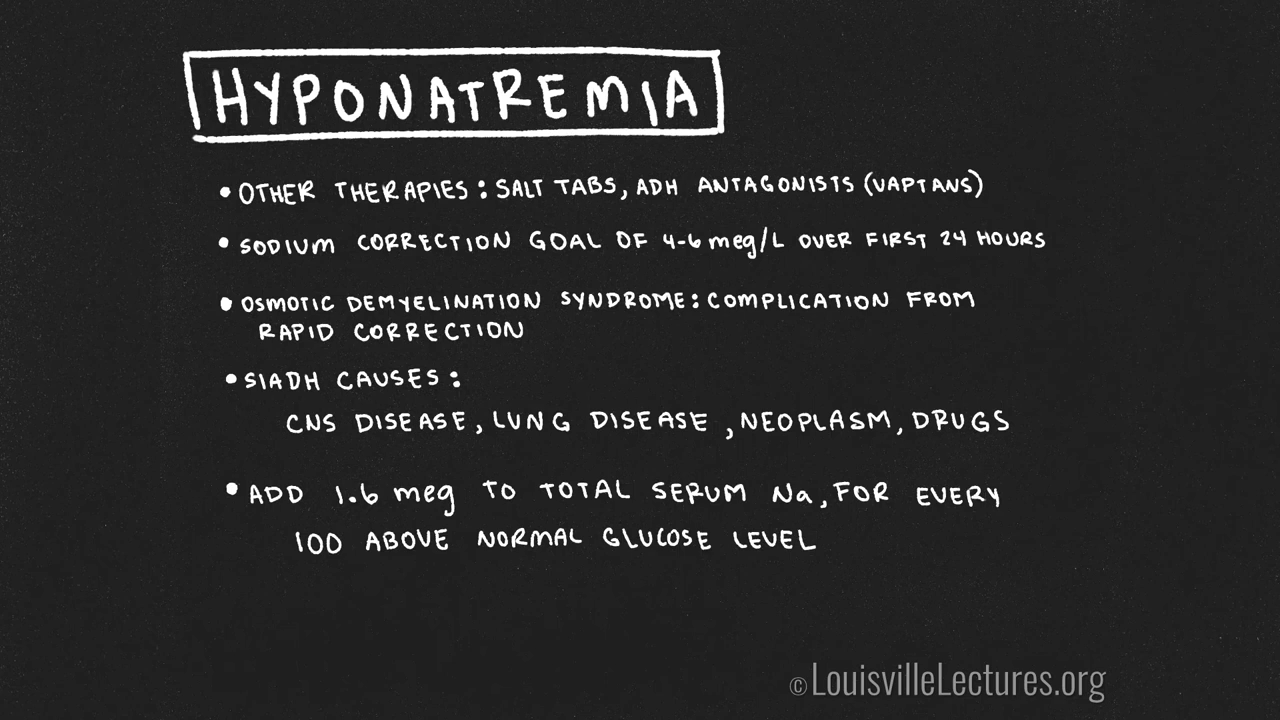 HYPONATREMIA
• OTHER THERAPIES: SALT TABS, ADH ANTAGONISTS (VAPTANS)
• SODIUM CORRECTION GOAL OF 4-6 meq/L OVER FIRST 24 HOURS
• OSMOTIC DEMYELINATION SYNDROME: COMPLICATION FROM
RAPID CORRECTION
• SIADH CAUSES:
CNS DISEASE, LUNG DISEASE, NEOPLASM, DRUGS
• ADD 1.6 meq TO TOTAL SERUM Na, FOR EVERY
100 ABOVE NORMAL GLUCOSE LEVEL
© LouisvilleLectures.org